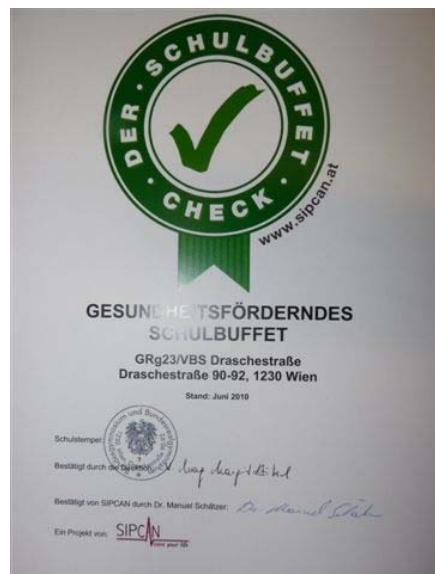 DER · SCHULBUFFET · CHECK ·
www.sipcan.at
GESUNDHEITSFÖRDERNDES
SCHULBUFFET
GRg23/VBS Draschestraße
Draschestraße 90-92, 1230 Wien
Stand: Juni 2010
Schulstempel:
Bestätigt durch die Direktion:
Bestätigt von SIPCAN durch Dr. Manuel Schätzer: Dr. Manuel
Ein Projekt von: SIPCAN
save your life